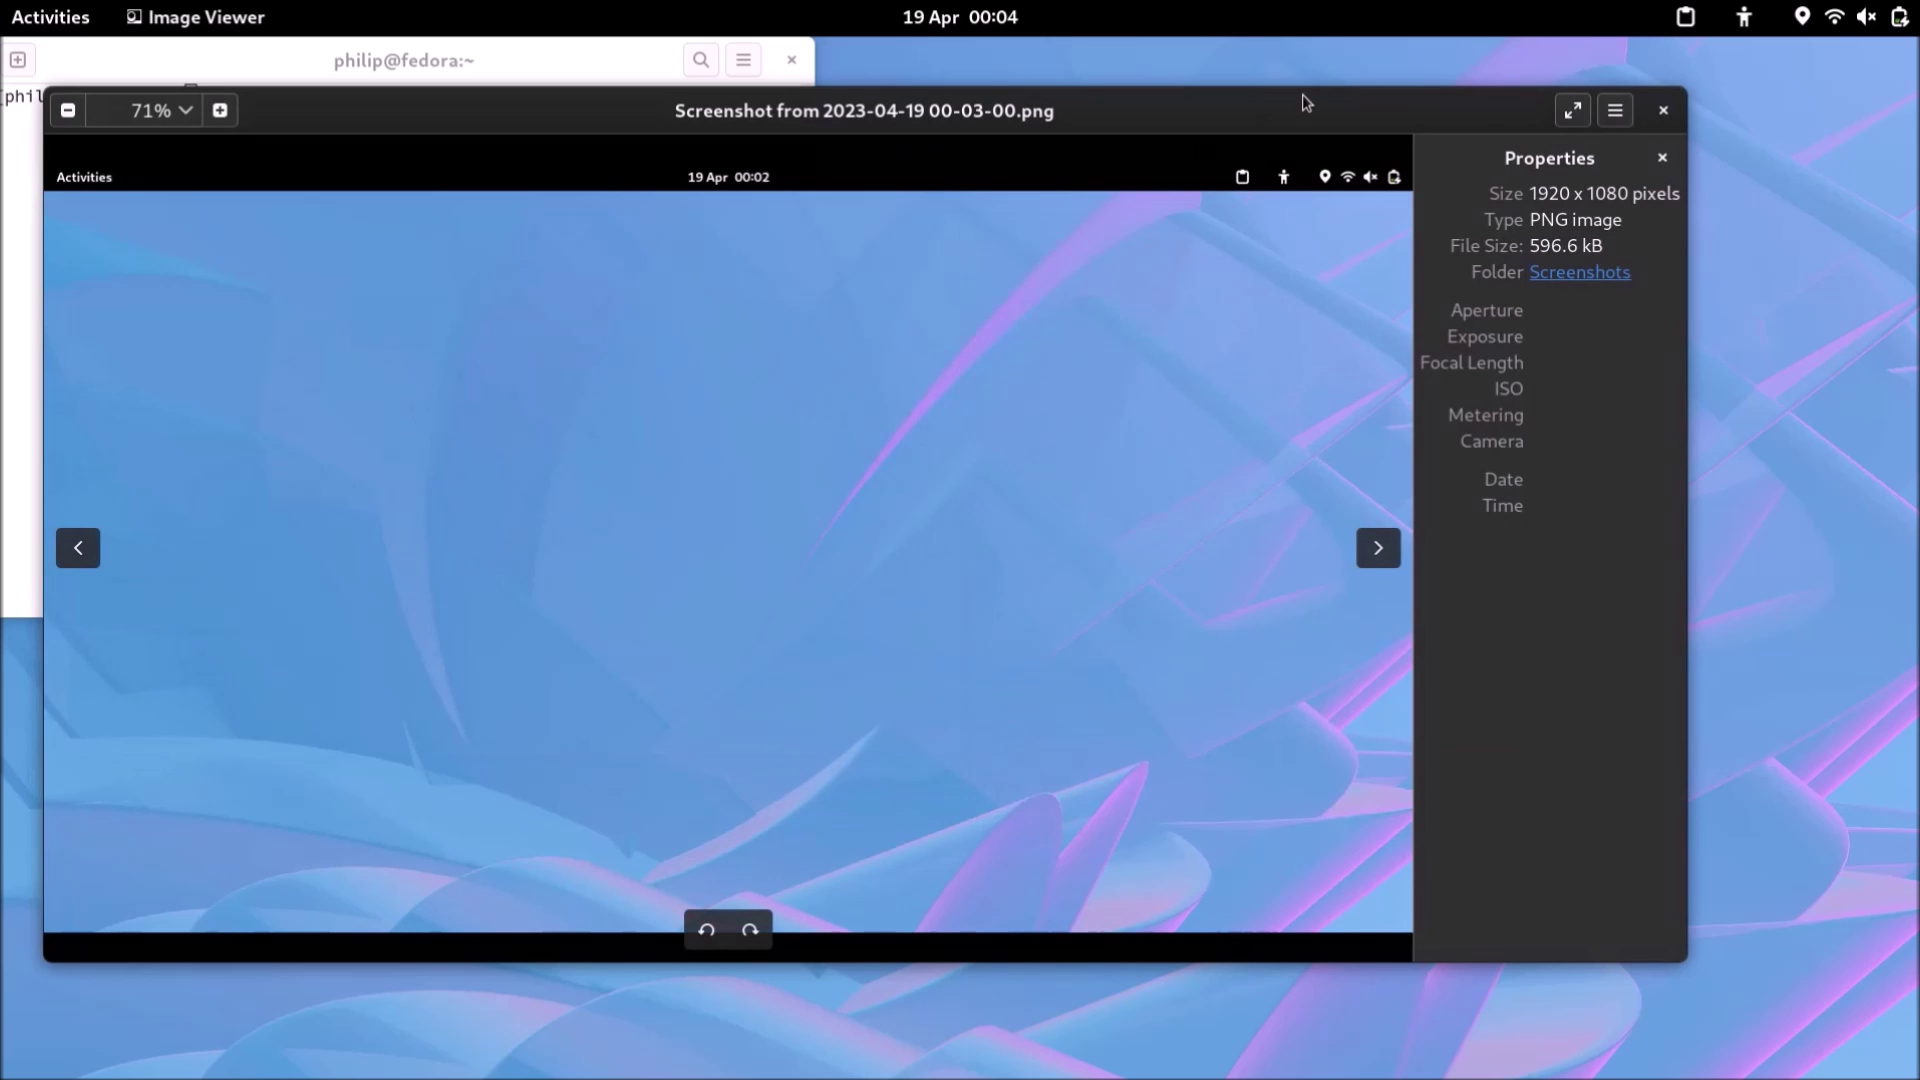 Activities Image Viewer 19 Apr 00:04
philip@fedora:~
[phil
71% Screenshot from 2023-04-19 00-03-00.png
Activities 19 Apr 00:02
Properties
Size 1920 x 1080 pixels
Type PNG image
File Size: 596.6 kB
Folder Screenshots
Aperture
Exposure
Focal Length
ISO
Metering
Camera
Date
Time